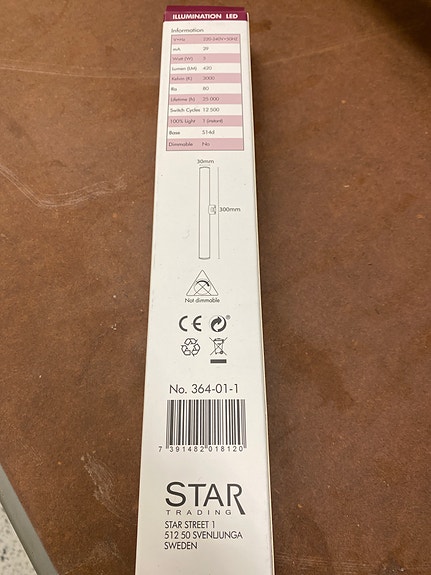 ILLUMINATION LED
Information
V~Hz 220-240V~50Hz
mA 39
Watt (W) 5
Lumen (LM) 420
Kelvin (K) 3000
Ra 80
Lifetime (h) 25 000
Switch Cycles 12 500
100% Light 1 (instant)
Base S14d
Dimmable No
30mm
300mm
Not dimmable
CE
No. 364-01-1
7 391482 018120
STAR
TRADING
STAR STREET 1
512 50 SVENLJUNGA
SWEDEN